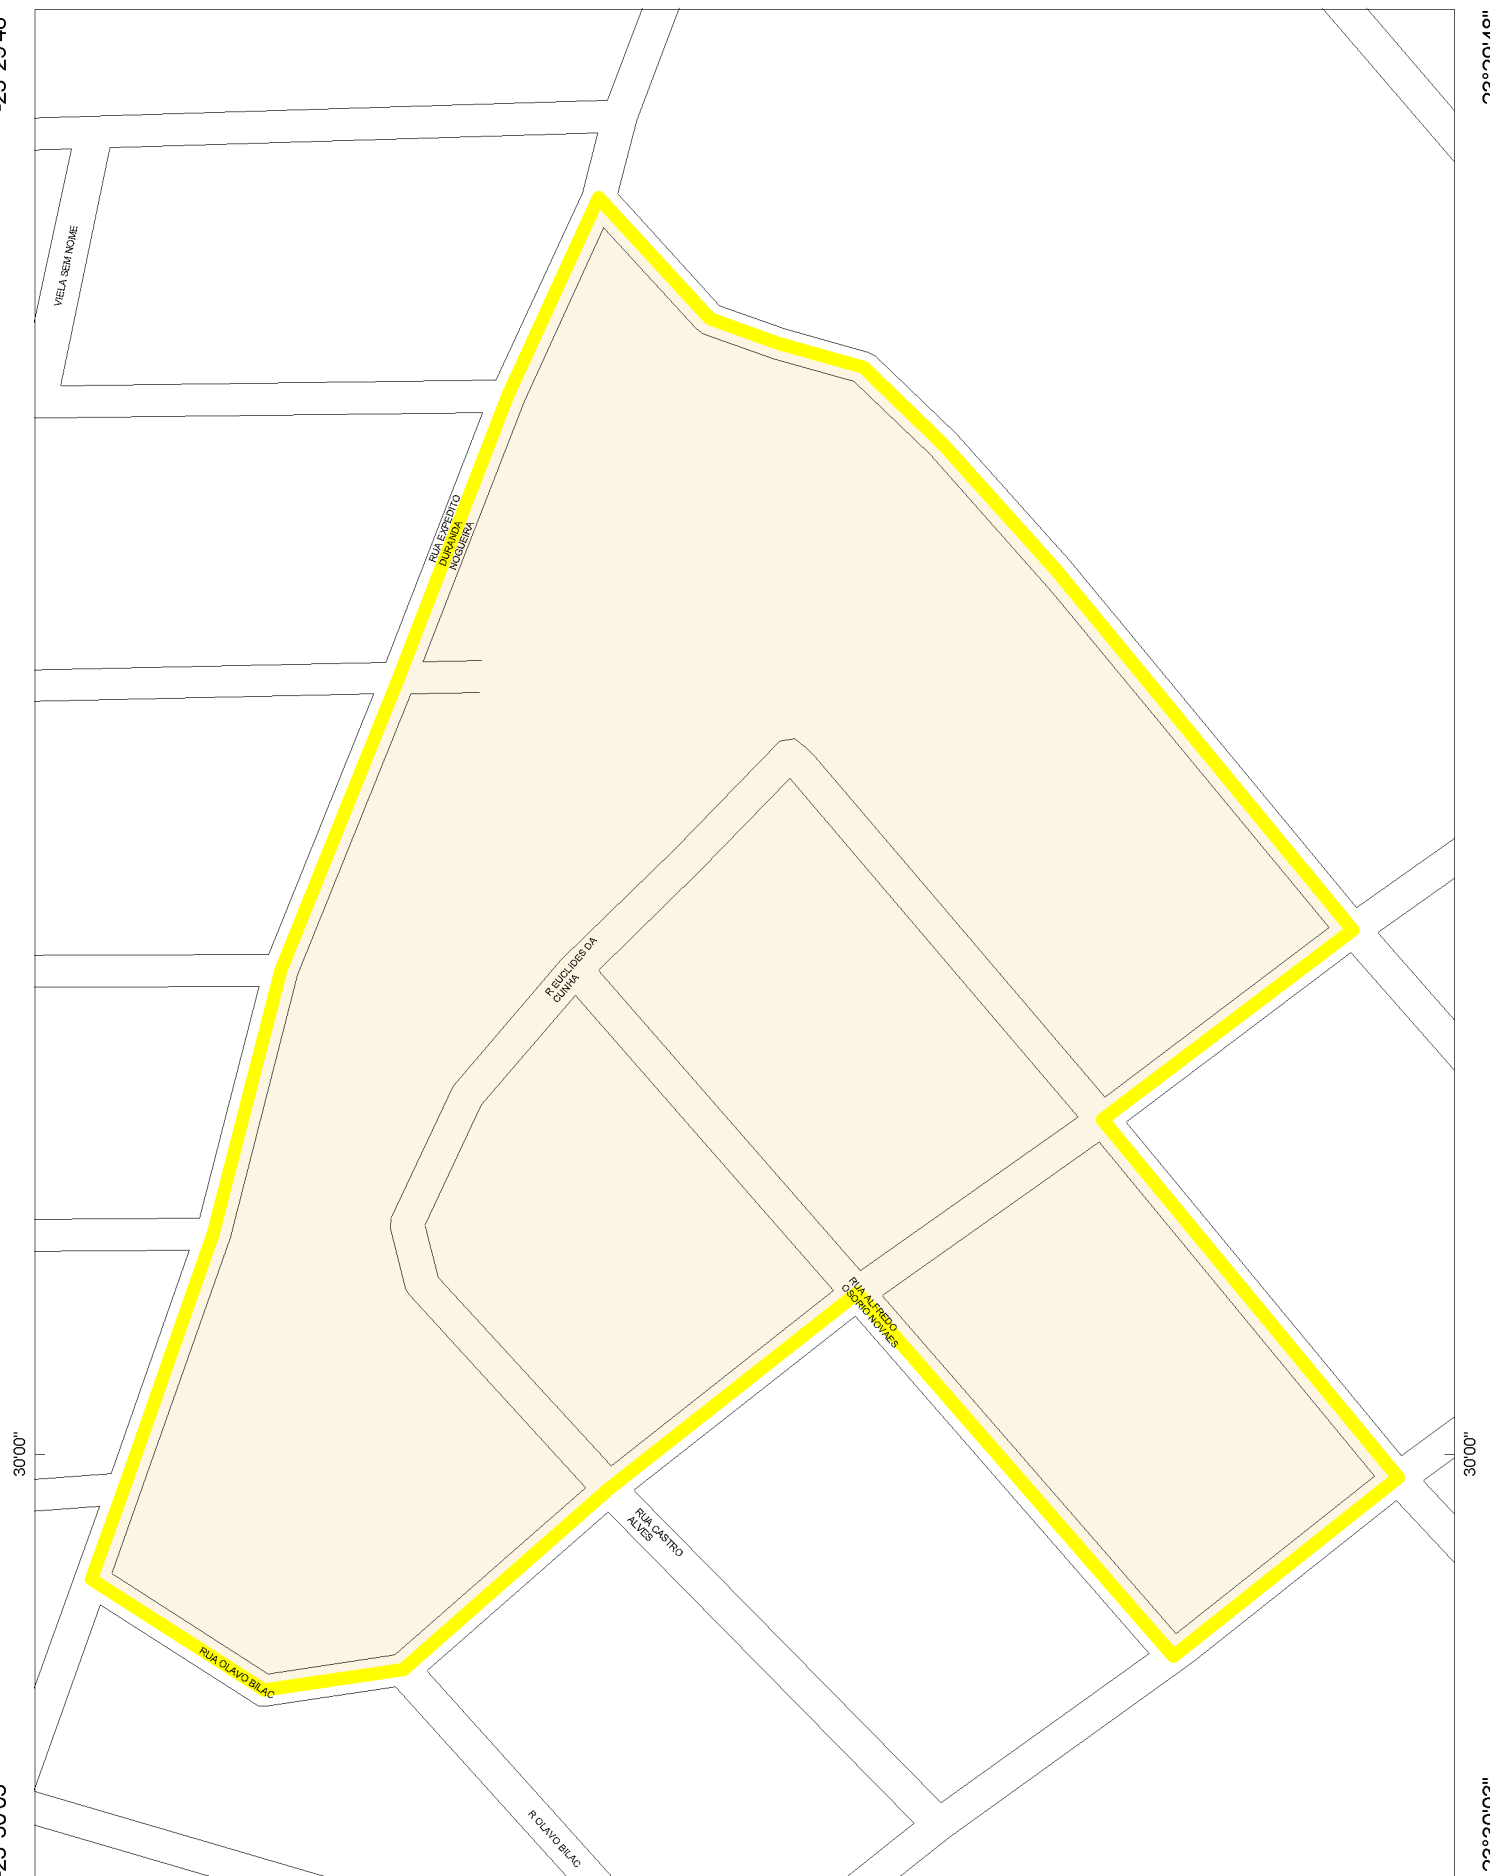 VIELA SEM NOME
RUA EXPEDITO
DURANDA
NOGUEIRA
R EUCLIDES DA
CUNHA
RUA ALFREDO
OSORIO NOVAES
30'00"
30'00"
RUA CASTRO
ALVES
RUA OLAVO BILAC
R OLAVO BILAC